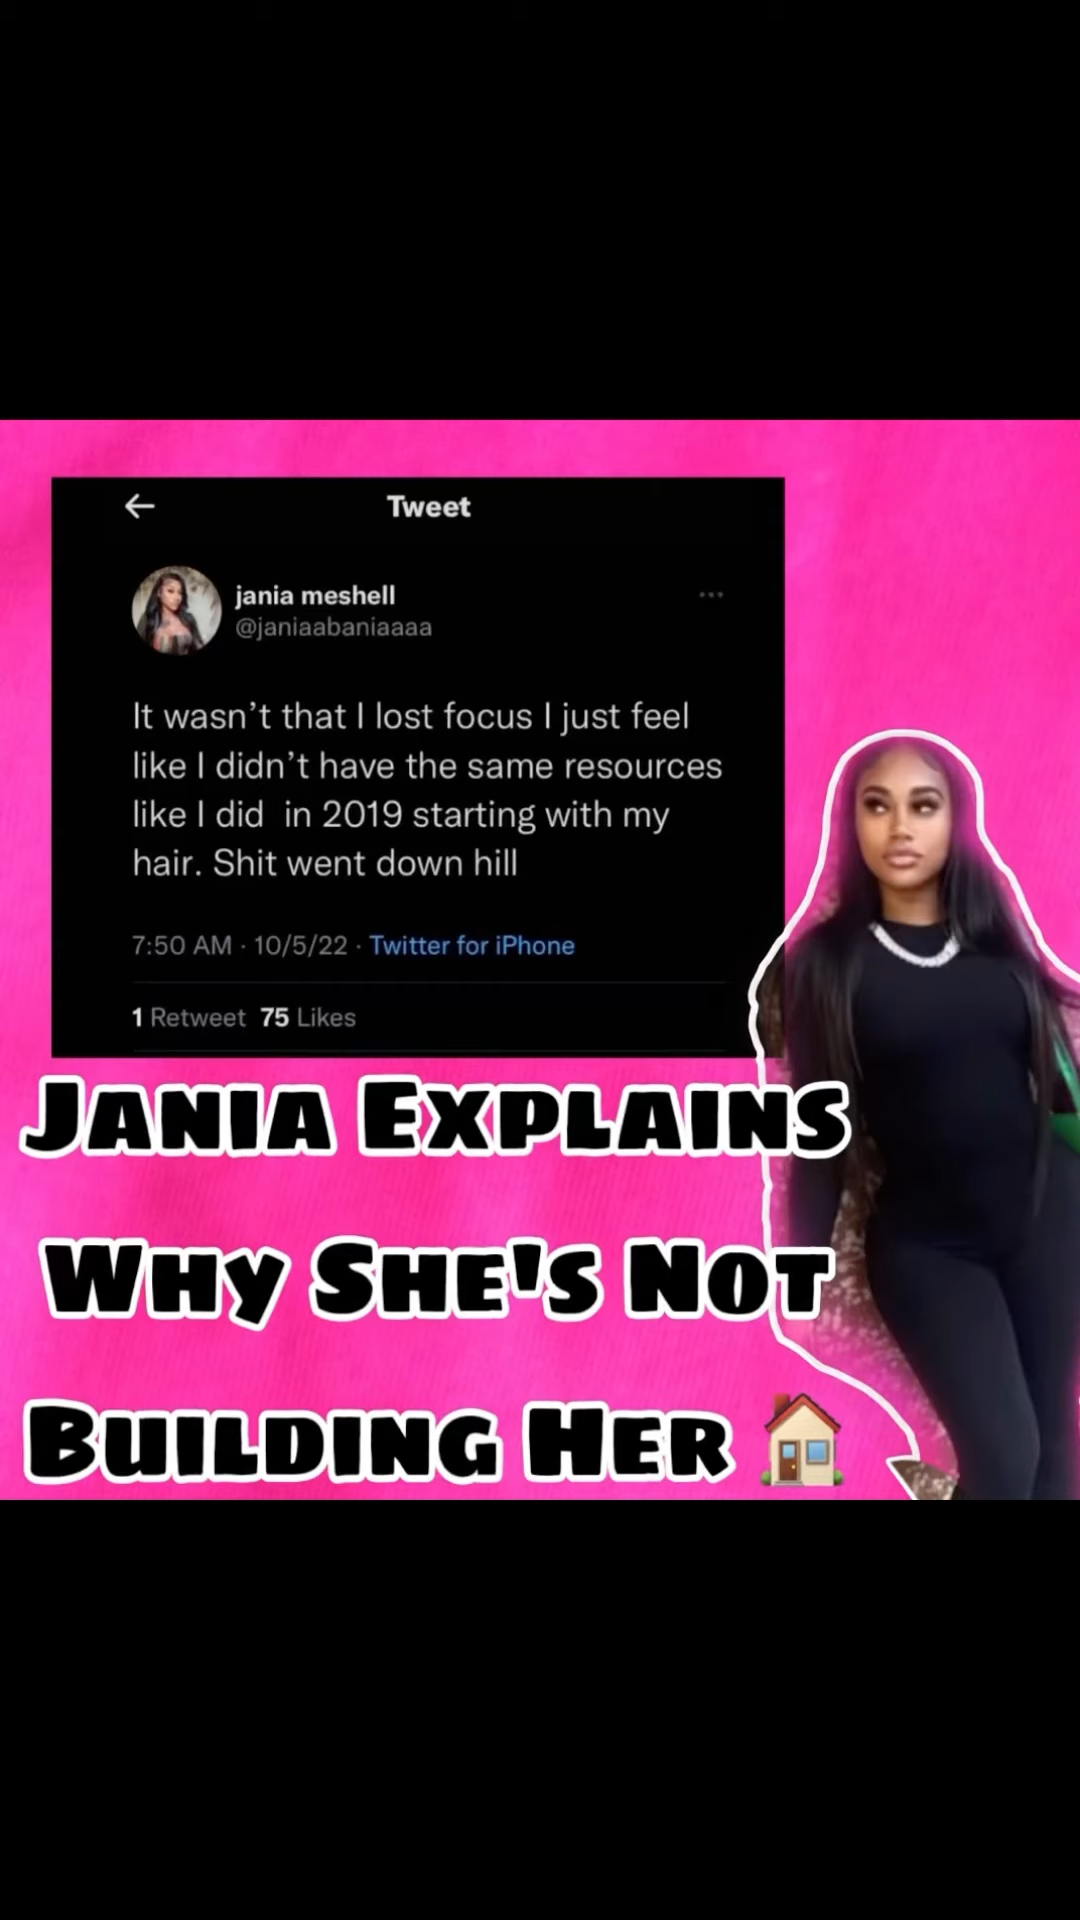 Tweet
jania meshell
@janiaabaniaaaa
It wasn’t that I lost focus I just feel
like I didn’t have the same resources
like I did  in 2019 starting with my
hair. Shit went down hill
7:50 AM · 10/5/22 · Twitter for iPhone
1 Retweet  75 Likes
Jania Explains
Why She's Not
Building Her 🏠